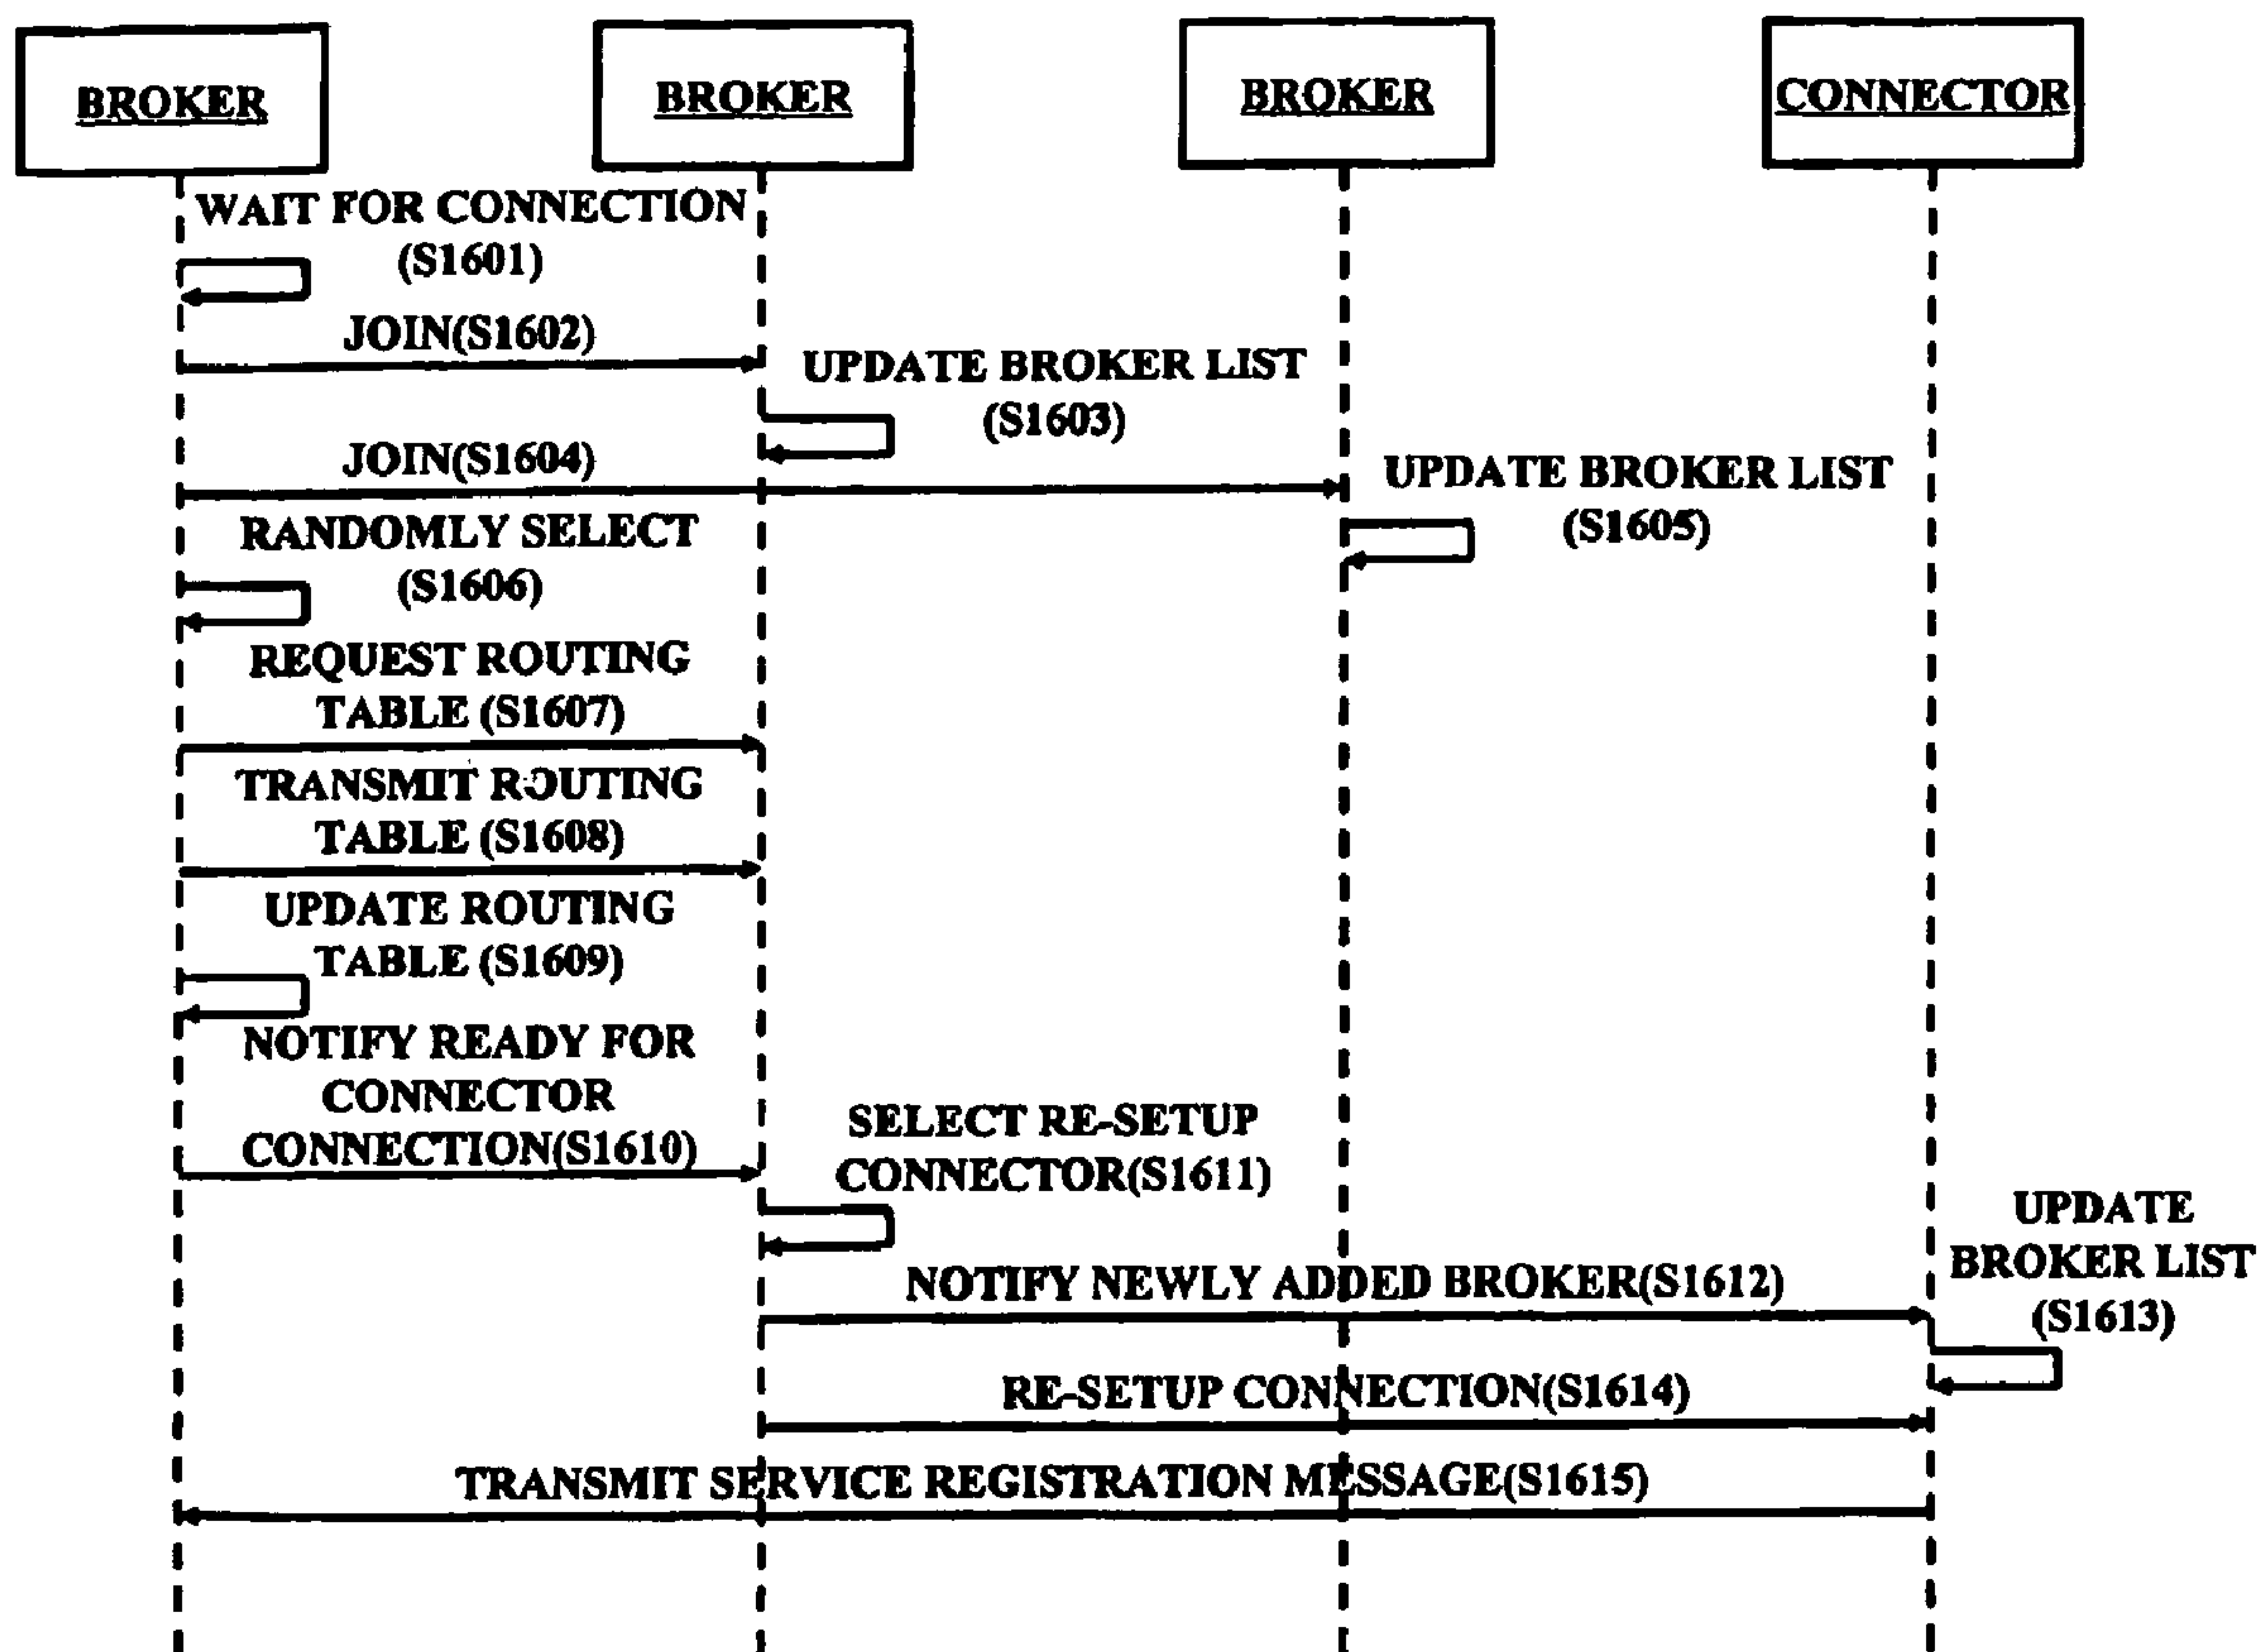 BROKER
BROKER
BROKER
CONNECTOR
WAIT FOR CONNECTION
(S1601)
JOIN(S1602)
UPDATE BROKER LIST
(S1603)
JOIN(S1604)
UPDATE BROKER LIST
(S1605)
RANDOMLY SELECT
(S1606)
REQUEST ROUTING
TABLE (S1607)
TRANSMIT ROUTING
TABLE (S1608)
UPDATE ROUTING
TABLE (S1609)
NOTIFY READY FOR
CONNECTOR
CONNECTION(S1610)
SELECT RE-SETUP
CONNECTOR(S1611)
NOTIFY NEWLY ADDED BROKER(S1612)
UPDATE
BROKER LIST
(S1613)
RE-SETUP CONNECTION(S1614)
TRANSMIT SERVICE REGISTRATION MESSAGE(S1615)